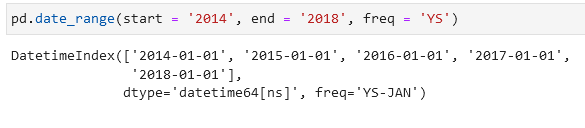 pd.date_range(start = '2014', end = '2018', freq = 'YS')
DatetimeIndex(['2014-01-01', '2015-01-01', '2016-01-01', '2017-01-01',
'2018-01-01'],
dtype='datetime64[ns]', freq='YS-JAN')